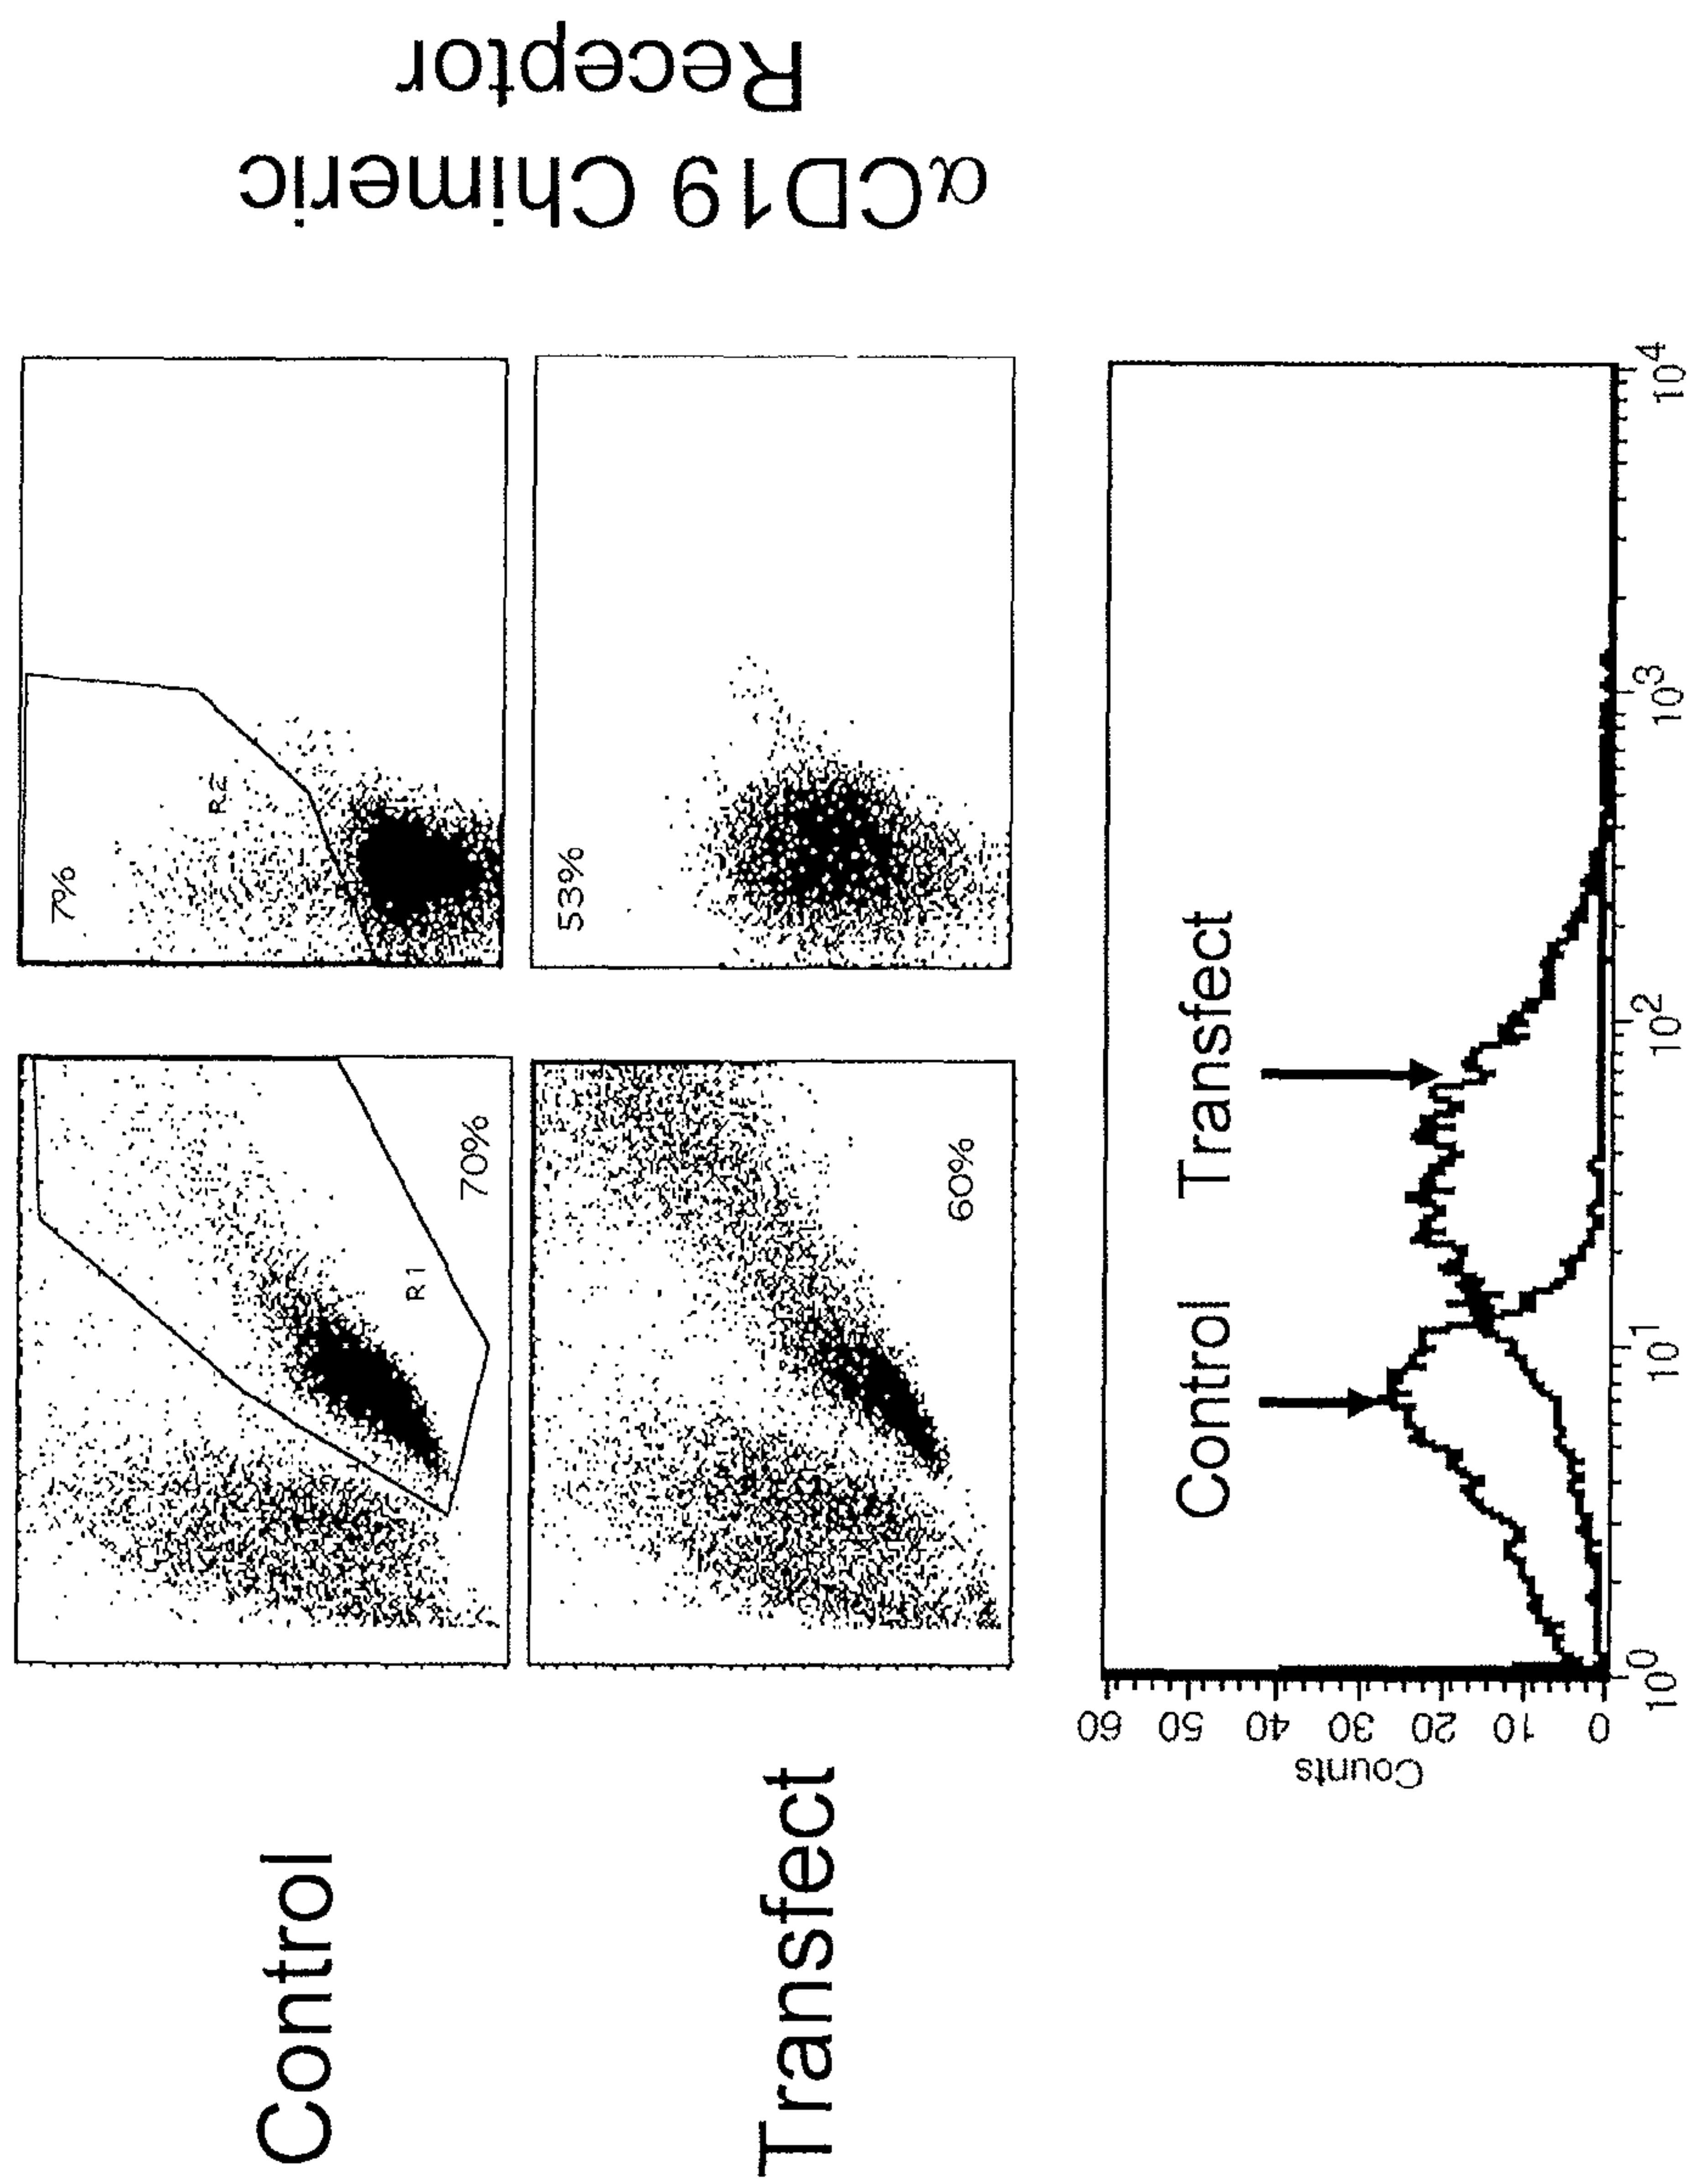 αCD19 Chimeric
Receptor
Control
70%
R1
7%
R2
Transfect
60%
53%
Counts
60
50
40
30
20
10
0
Control
Transfect
10^0
10^1
10^2
10^3
10^4